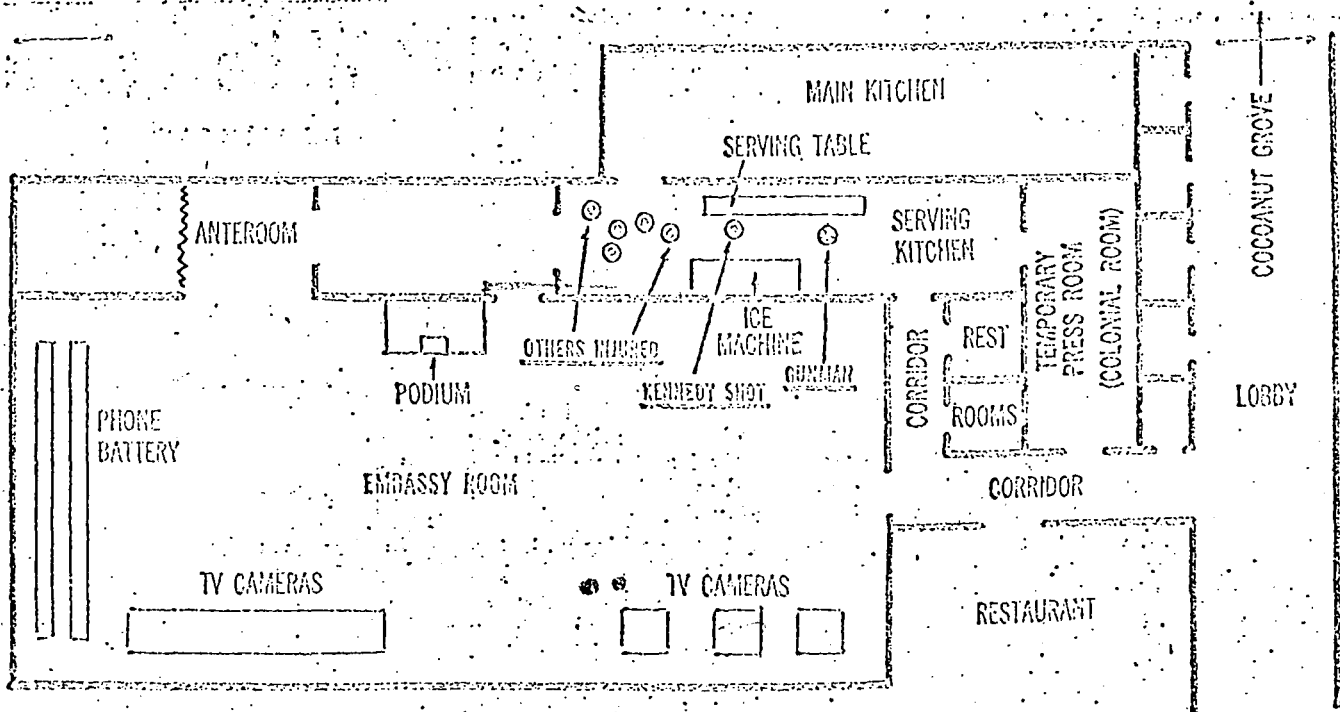 MAIN KITCHEN
SERVING TABLE
COCOANUT GROVE
ANTEROOM
SERVING
KITCHEN
TEMPORARY
PRESS ROOM
(COLONIAL ROOM)
OTHERS INJURED
ICE
MACHINE
KENNEDY SHOT
GUNMAN
CORRIDOR
REST
ROOMS
PODIUM
LOBBY
PHONE
BATTERY
EMBASSY ROOM
CORRIDOR
TV CAMERAS
TV CAMERAS
RESTAURANT